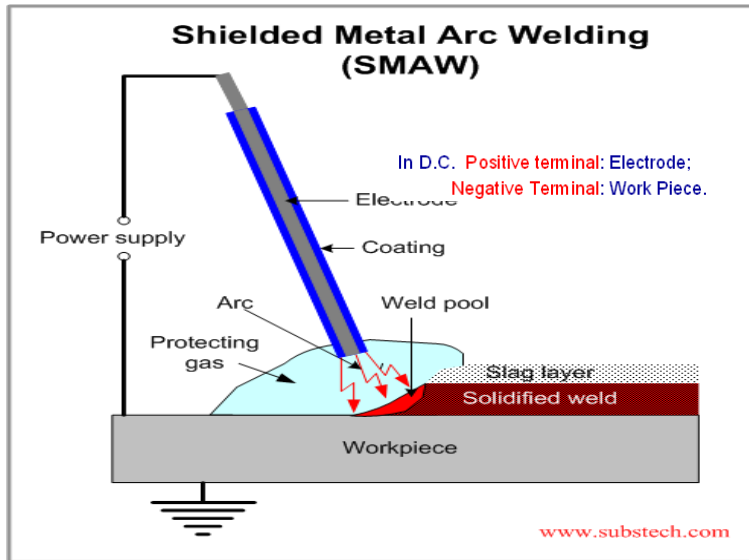 Shielded Metal Arc Welding
(SMAW)
In D.C. Positive terminal: Electrode;
Negative Terminal: Work Piece.
Electrode
Power supply
Coating
Arc
Weld pool
Protecting
gas
Slag layer
Solidified weld
Workpiece
www.substech.com